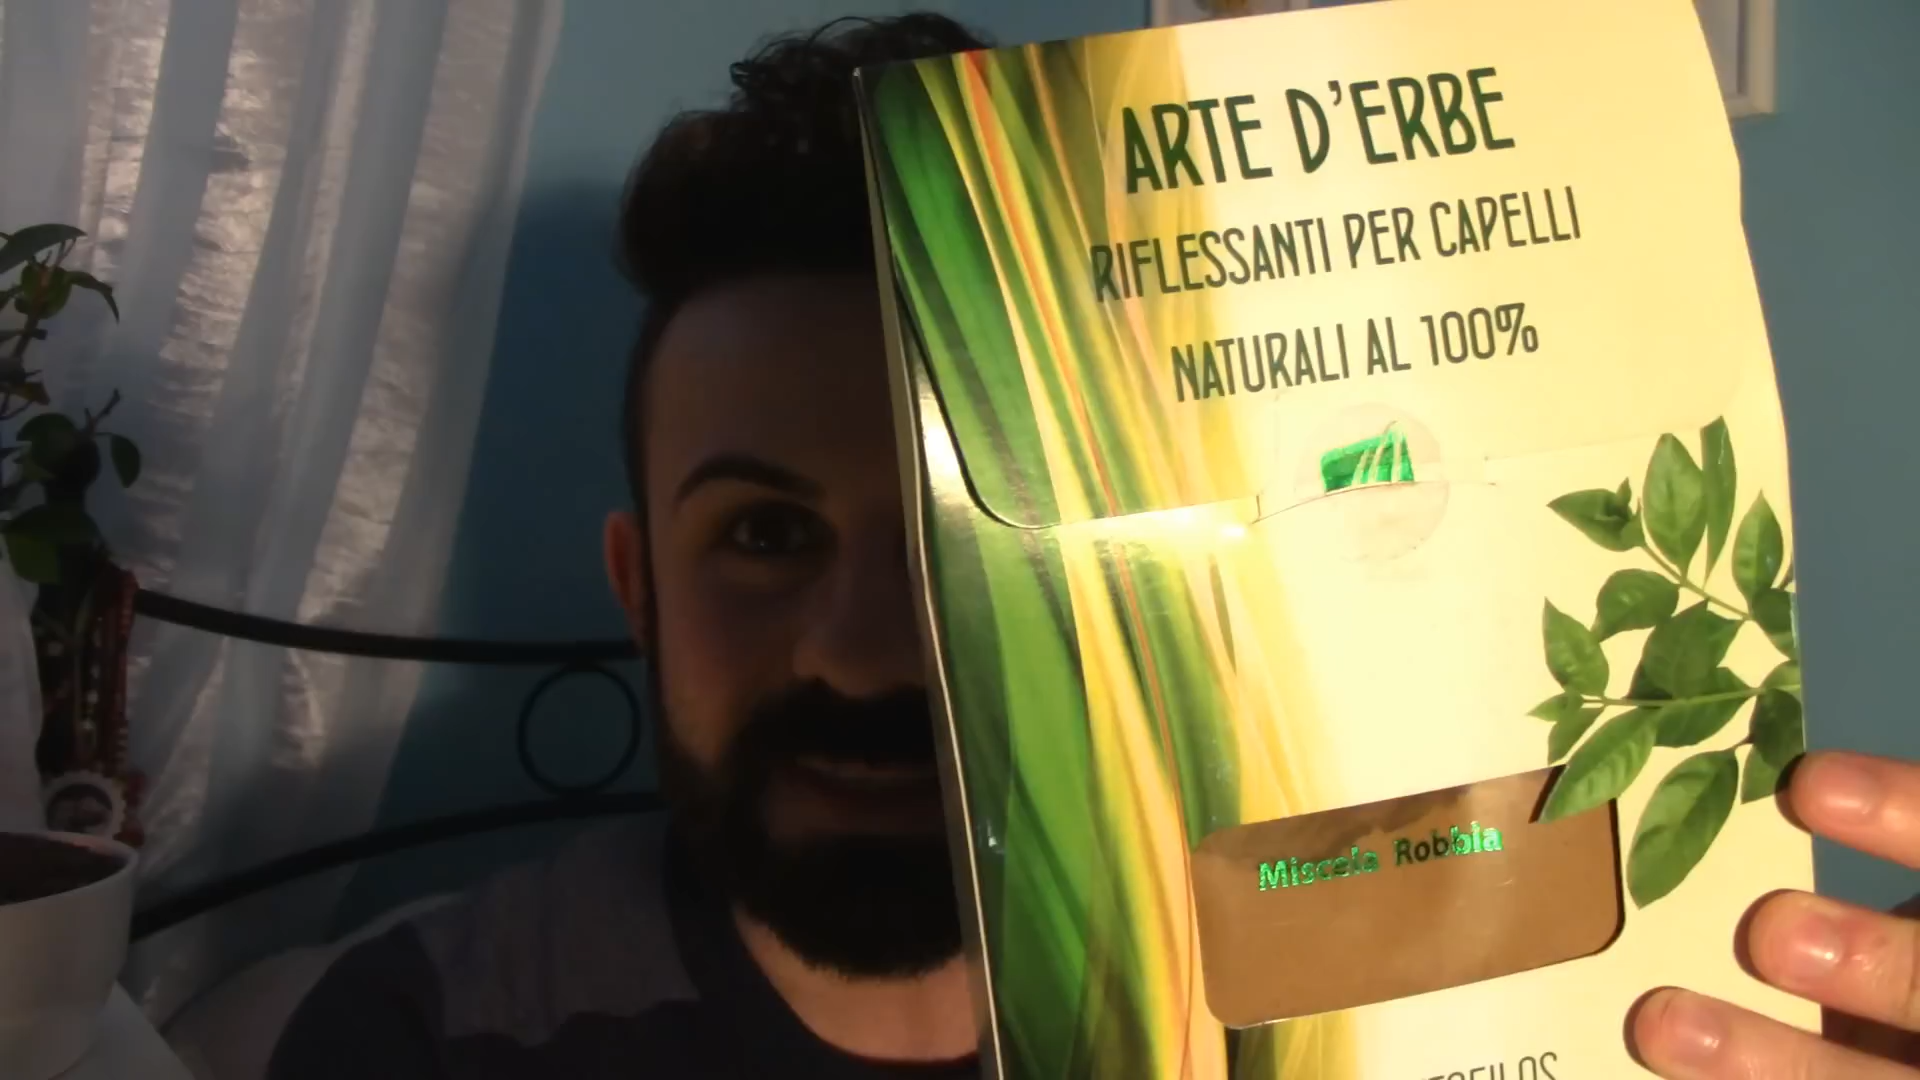 ARTE D'ERBE
RIFLESSANTI PER CAPELLI
NATURALI AL 100%
Miscela Robbia